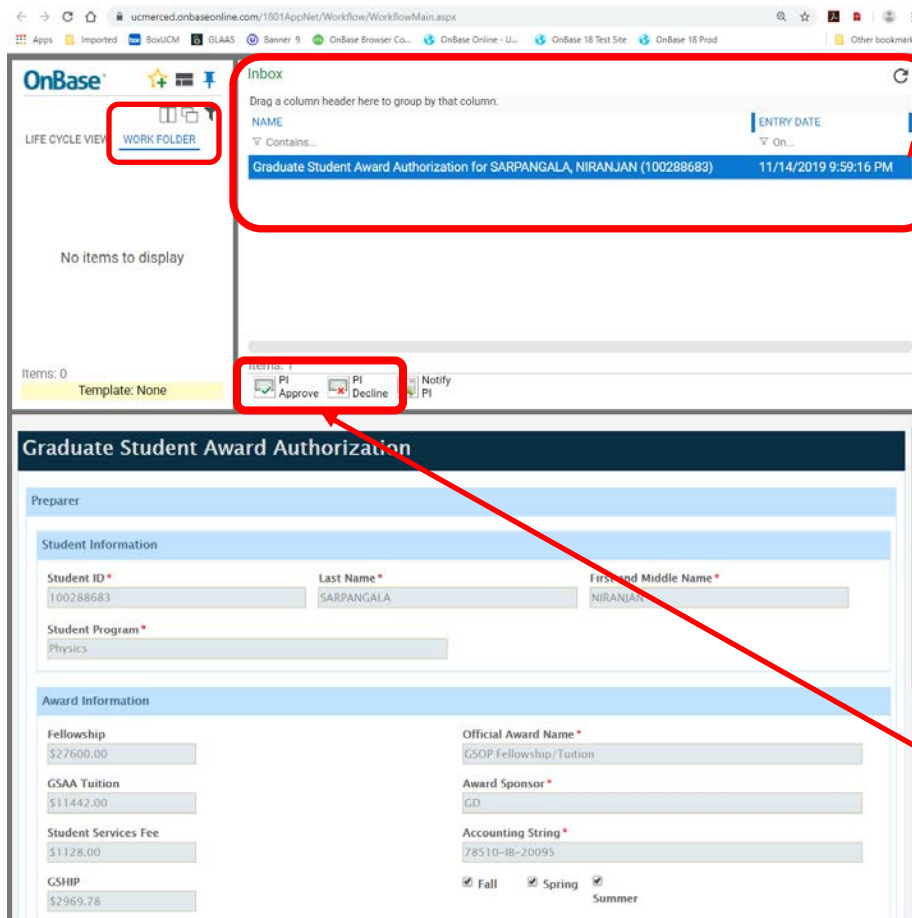 ucmerced.onbaseonline.com/1801AppNet/Workflow/WorkflowMain.aspx
Apps Imported BoxUCM GLAAS Banner 9 OnBase Browser Co... OnBase Online - U... OnBase 18 Test Site OnBase 18 Prod Other bookmark
OnBase
LIFE CYCLE VIEW WORK FOLDER
No items to display
Items: 0
Template: None
Inbox
Drag a column header here to group by that column.
NAME ENTRY DATE
Contains... On...
Graduate Student Award Authorization for SARPANGALA, NIRANJAN (100288683) 11/14/2019 9:59:16 PM
Items: 1
PI Approve PI Decline Notify PI
Graduate Student Award Authorization
Preparer
Student Information
Student ID* Last Name* First and Middle Name*
100288683 SARPANGALA NIRANJAN
Student Program*
Physics
Award Information
Fellowship Official Award Name*
$27600.00 GSOP Fellowship/Tuition
GSAA Tuition Award Sponsor*
$11442.00 GD
Student Services Fee Accounting String*
$1128.00 78510-IB-20095
GSHIP Fall Spring Summer
$2969.78